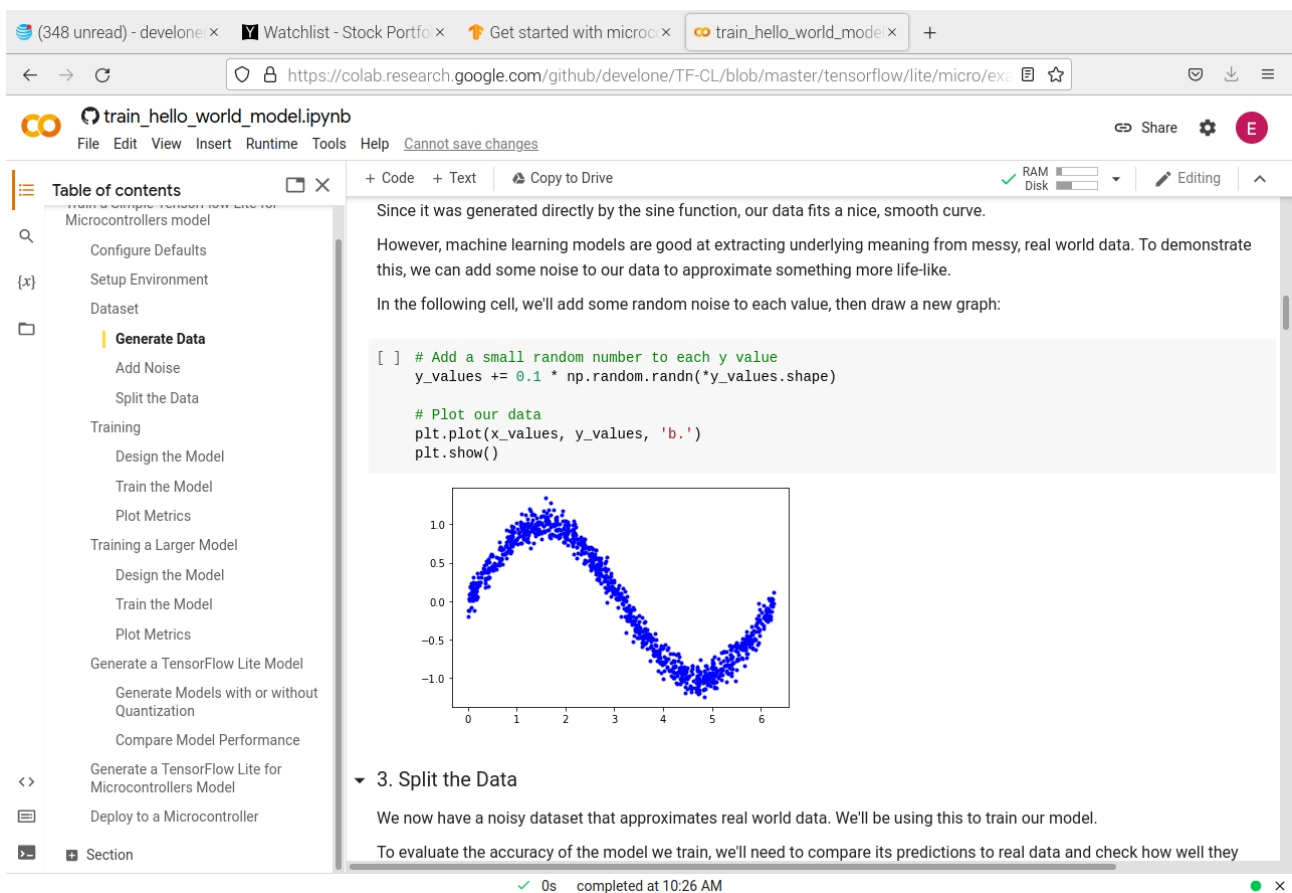 (348 unread) - develone
Watchlist - Stock Portfo
Get started with microc
train_hello_world_model
https://colab.research.google.com/github/develone/TF-CL/blob/master/tensorflow/lite/micro/exa
train_hello_world_model.ipynb
File Edit View Insert Runtime Tools Help Cannot save changes
Share
E
Table of contents
+ Code + Text Copy to Drive
RAM
Disk
Editing
Train a Simple TensorFlow Lite for
Microcontrollers model
Configure Defaults
Setup Environment
Dataset
Generate Data
Add Noise
Split the Data
Training
Design the Model
Train the Model
Plot Metrics
Training a Larger Model
Design the Model
Train the Model
Plot Metrics
Generate a TensorFlow Lite Model
Generate Models with or without
Quantization
Compare Model Performance
Generate a TensorFlow Lite for
Microcontrollers Model
Deploy to a Microcontroller
Section
{x}
Since it was generated directly by the sine function, our data fits a nice, smooth curve.
However, machine learning models are good at extracting underlying meaning from messy, real world data. To demonstrate
this, we can add some noise to our data to approximate something more life-like.
In the following cell, we'll add some random noise to each value, then draw a new graph:
[ ] # Add a small random number to each y value
y_values += 0.1 * np.random.randn(*y_values.shape)
# Plot our data
plt.plot(x_values, y_values, 'b.')
plt.show()
1.0
0.5
0.0
−0.5
−1.0
0 1 2 3 4 5 6
3. Split the Data
We now have a noisy dataset that approximates real world data. We'll be using this to train our model.
To evaluate the accuracy of the model we train, we'll need to compare its predictions to real data and check how well they
0s completed at 10:26 AM